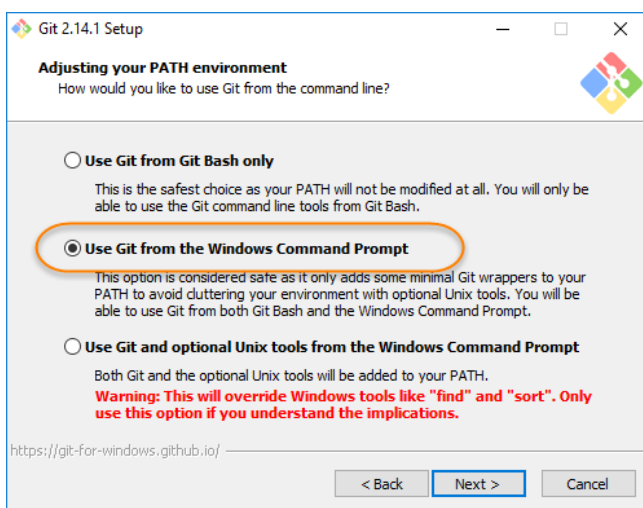 Git 2.14.1 Setup
Adjusting your PATH environment
How would you like to use Git from the command line?
Use Git from Git Bash only
This is the safest choice as your PATH will not be modified at all. You will only be
able to use the Git command line tools from Git Bash.
Use Git from the Windows Command Prompt
This option is considered safe as it only adds some minimal Git wrappers to your
PATH to avoid cluttering your environment with optional Unix tools. You will be
able to use Git from both Git Bash and the Windows Command Prompt.
Use Git and optional Unix tools from the Windows Command Prompt
Both Git and the optional Unix tools will be added to your PATH.
Warning: This will override Windows tools like "find" and "sort". Only
use this option if you understand the implications.
https://git-for-windows.github.io/
< Back Next > Cancel